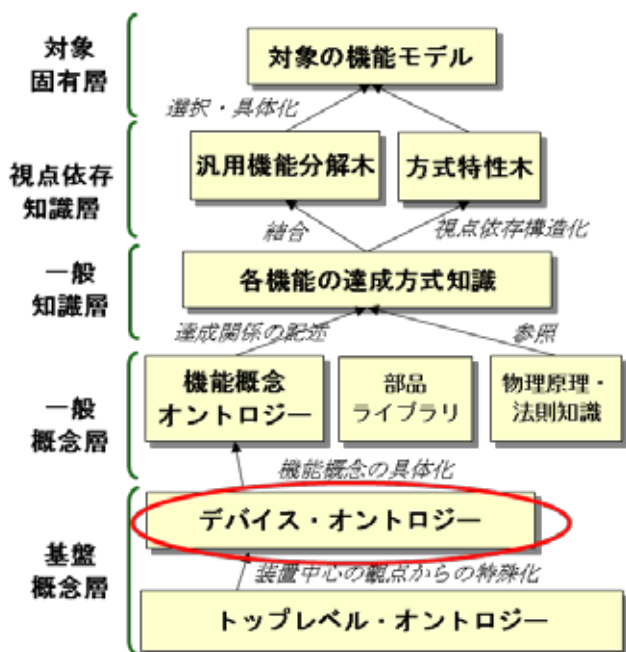 対象
固有層
対象の機能モデル
選択・具体化
視点依存
知識層
汎用機能分解木
方式特性木
結合
視点依存構造化
一般
知識層
各機能の達成方式知識
達成関係の記述
参照
一般
概念層
機能概念
オントロジー
部品
ライブラリ
物理原理・
法則知識
機能概念の具体化
基盤
概念層
デバイス・オントロジー
装置中心の観点からの特殊化
トップレベル・オントロジー